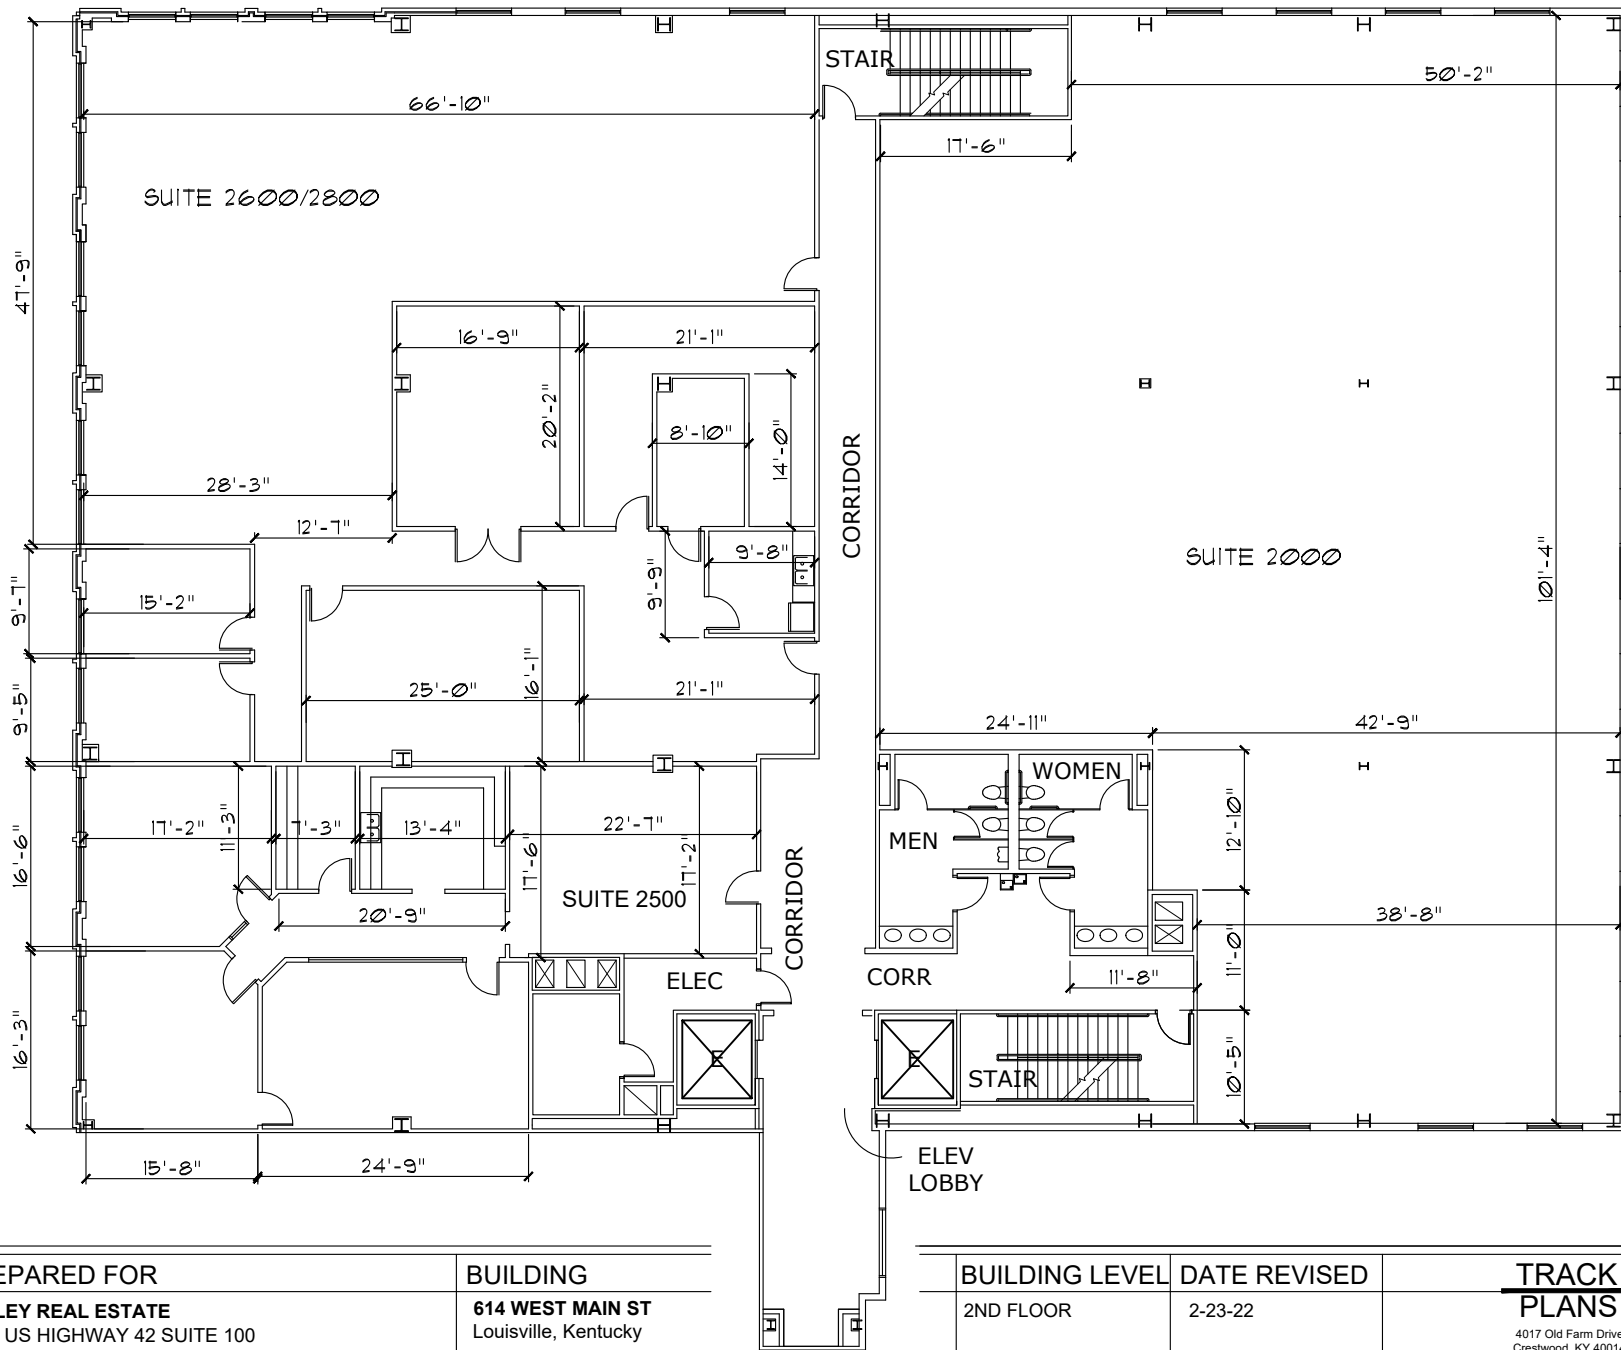 STAIR
50'-2"
66'-10"
17'-6"
SUITE 2600/2800
47'-9"
16'-9"
21'-1"
20'-2"
8'-10"
14'-0"
CORRIDOR
28'-3"
12'-7"
9'-8"
9'-9"
SUITE 2000
101'-4"
9'-7"
15'-2"
9'-5"
25'-0"
16'-1"
21'-1"
24'-11"
42'-9"
WOMEN
MEN
12'-10"
16'-6"
17'-2"
11'-3"
7'-3"
13'-4"
17'-6"
22'-7"
17'-2"
SUITE 2500
CORRIDOR
20'-9"
38'-8"
11'-0"
ELEC
CORR
11'-8"
16'-3"
E
E
STAIR
10'-5"
15'-8"
24'-9"
ELEV
LOBBY
EPARED FOR
LEY REAL ESTATE
US HIGHWAY 42 SUITE 100
BUILDING
614 WEST MAIN ST
Louisville, Kentucky
BUILDING LEVEL
2ND FLOOR
DATE REVISED
2-23-22
TRACK
PLANS
4017 Old Farm Drive
Crestwood, KY 4001